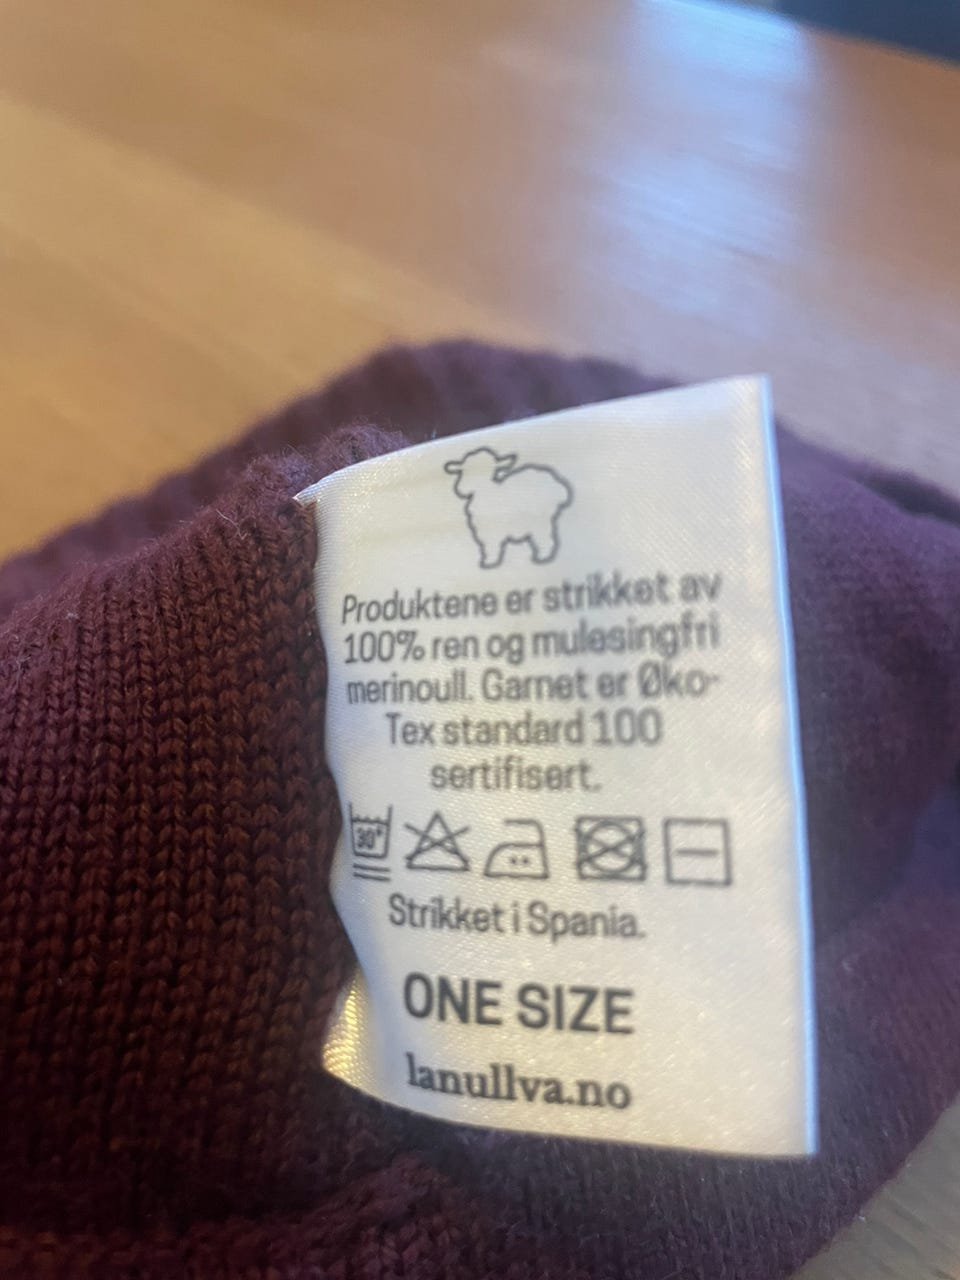 Produktene er strikket av
100% ren og mulesingfri
merinoull. Garnet er Øko-
Tex standard 100
sertifisert.
30°
Strikket i Spania.
ONE SIZE
lanullva.no